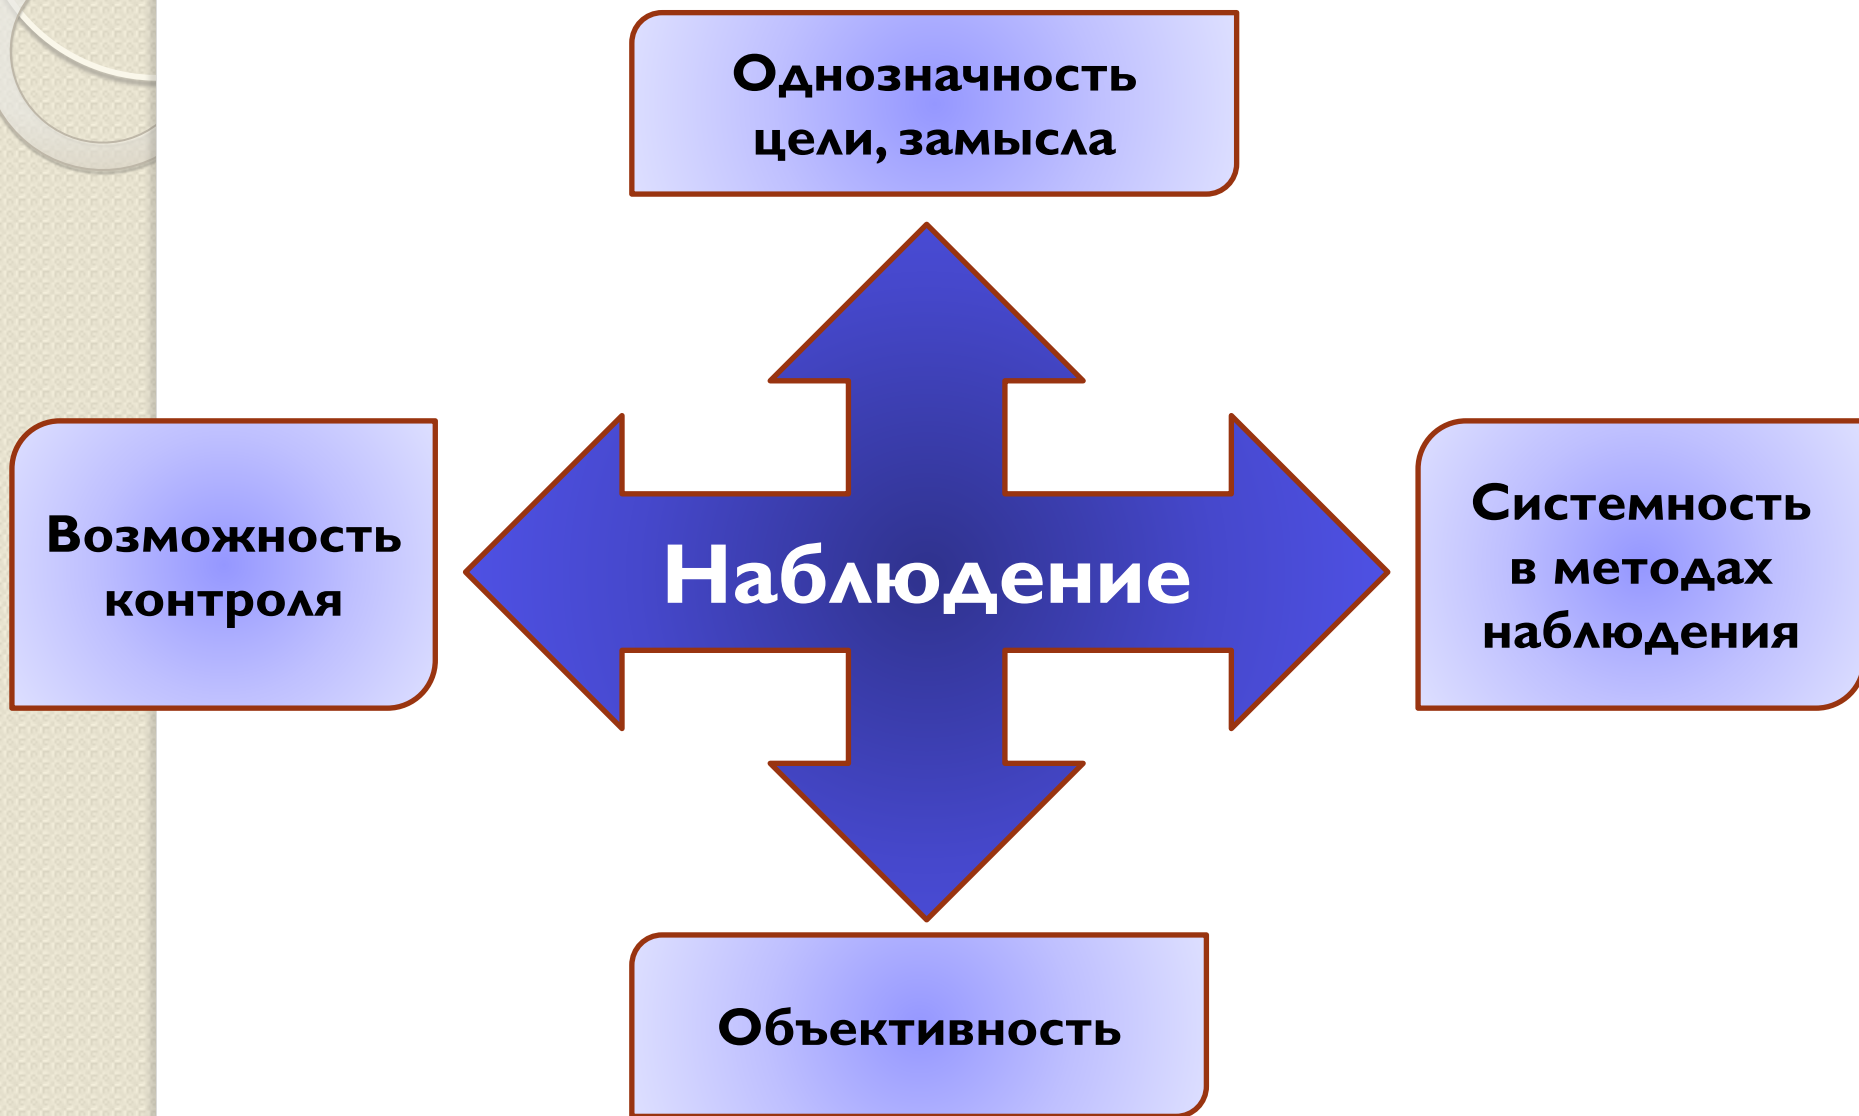 Однозначность
цели, замысла
Возможность
контроля
Наблюдение
Системность
в методах
наблюдения
Объективность